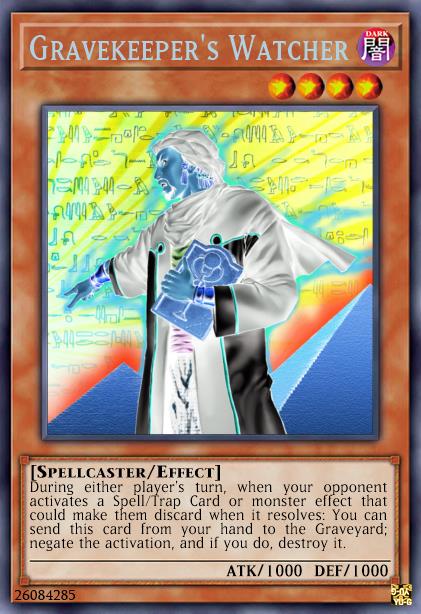 Gravekeeper's Watcher
DARK
闇
[Spellcaster/Effect]
During either player's turn, when your opponent
activates a Spell/Trap Card or monster effect that
could make them discard when it resolves: You can
send this card from your hand to the Graveyard;
negate the activation, and if you do, destroy it.
ATK/1000 DEF/1000
26084285